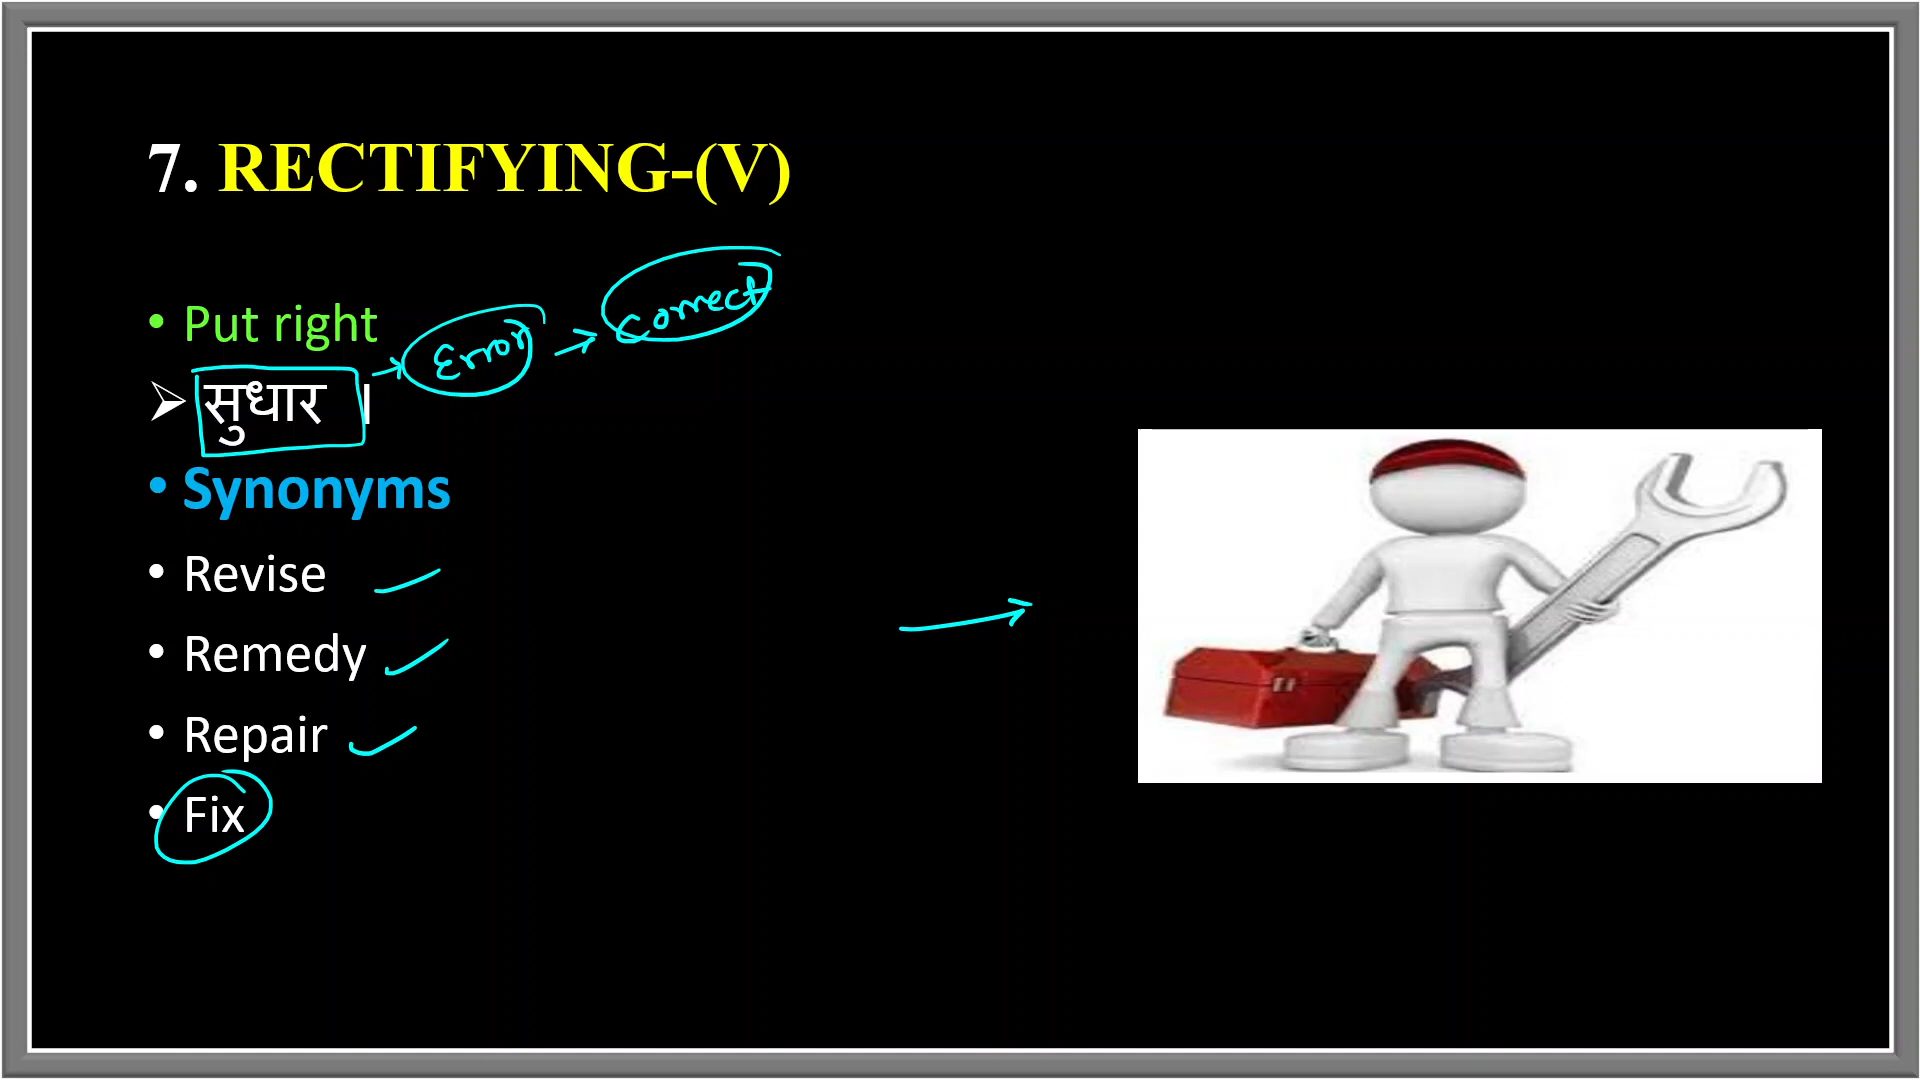 7. RECTIFYING-(V)
• Put right
Error → Correct
➢ सुधार ।
• Synonyms
• Revise
• Remedy
• Repair
• Fix